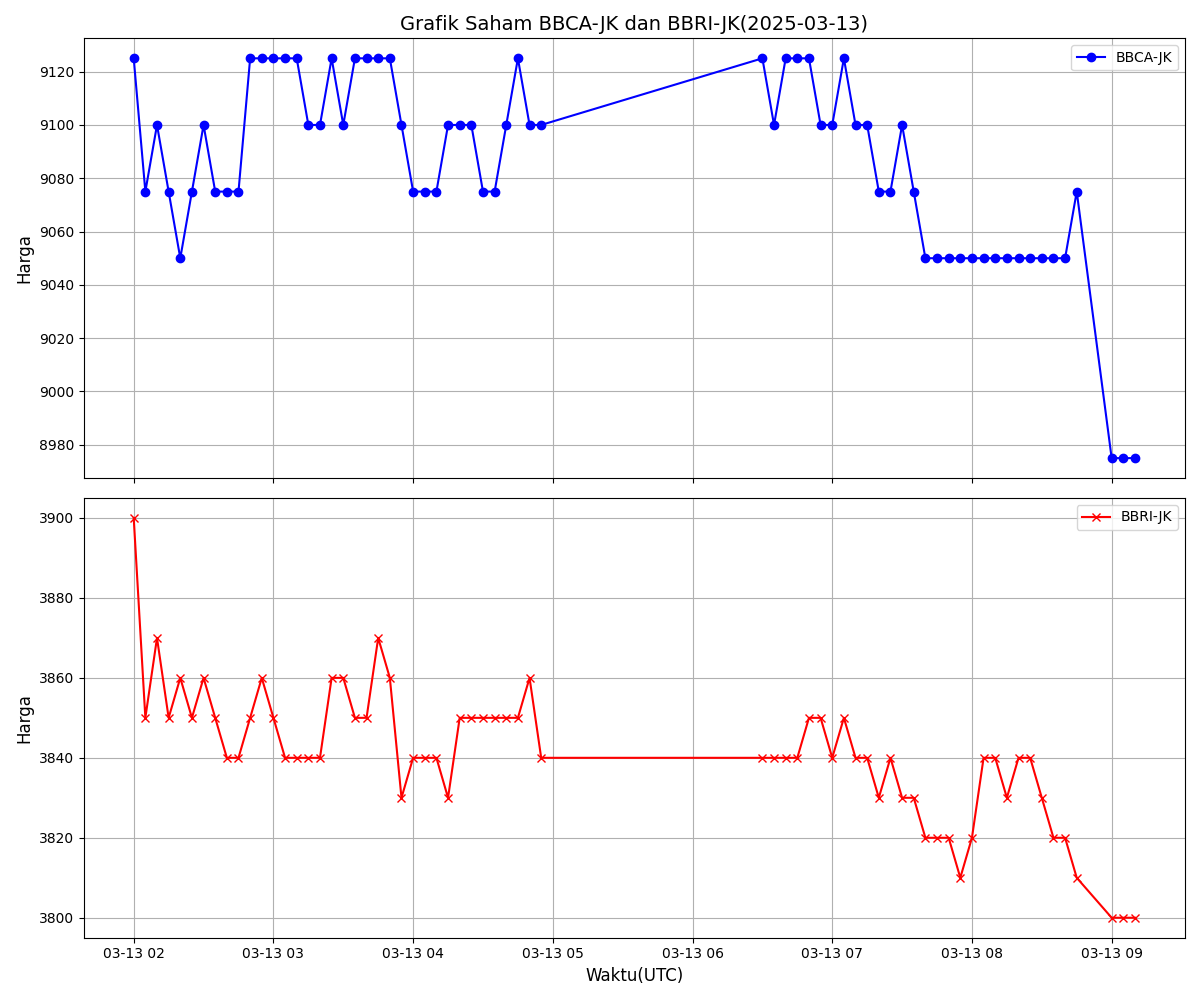 Grafik Saham BBCA-JK dan BBRI-JK(2025-03-13)
BBCA-JK
9120
9100
9080
9060
9040
9020
9000
8980
Harga
BBRI-JK
3900
3880
3860
3840
3820
3800
Harga
03-13 02 03-13 03 03-13 04 03-13 05 03-13 06 03-13 07 03-13 08 03-13 09
Waktu(UTC)